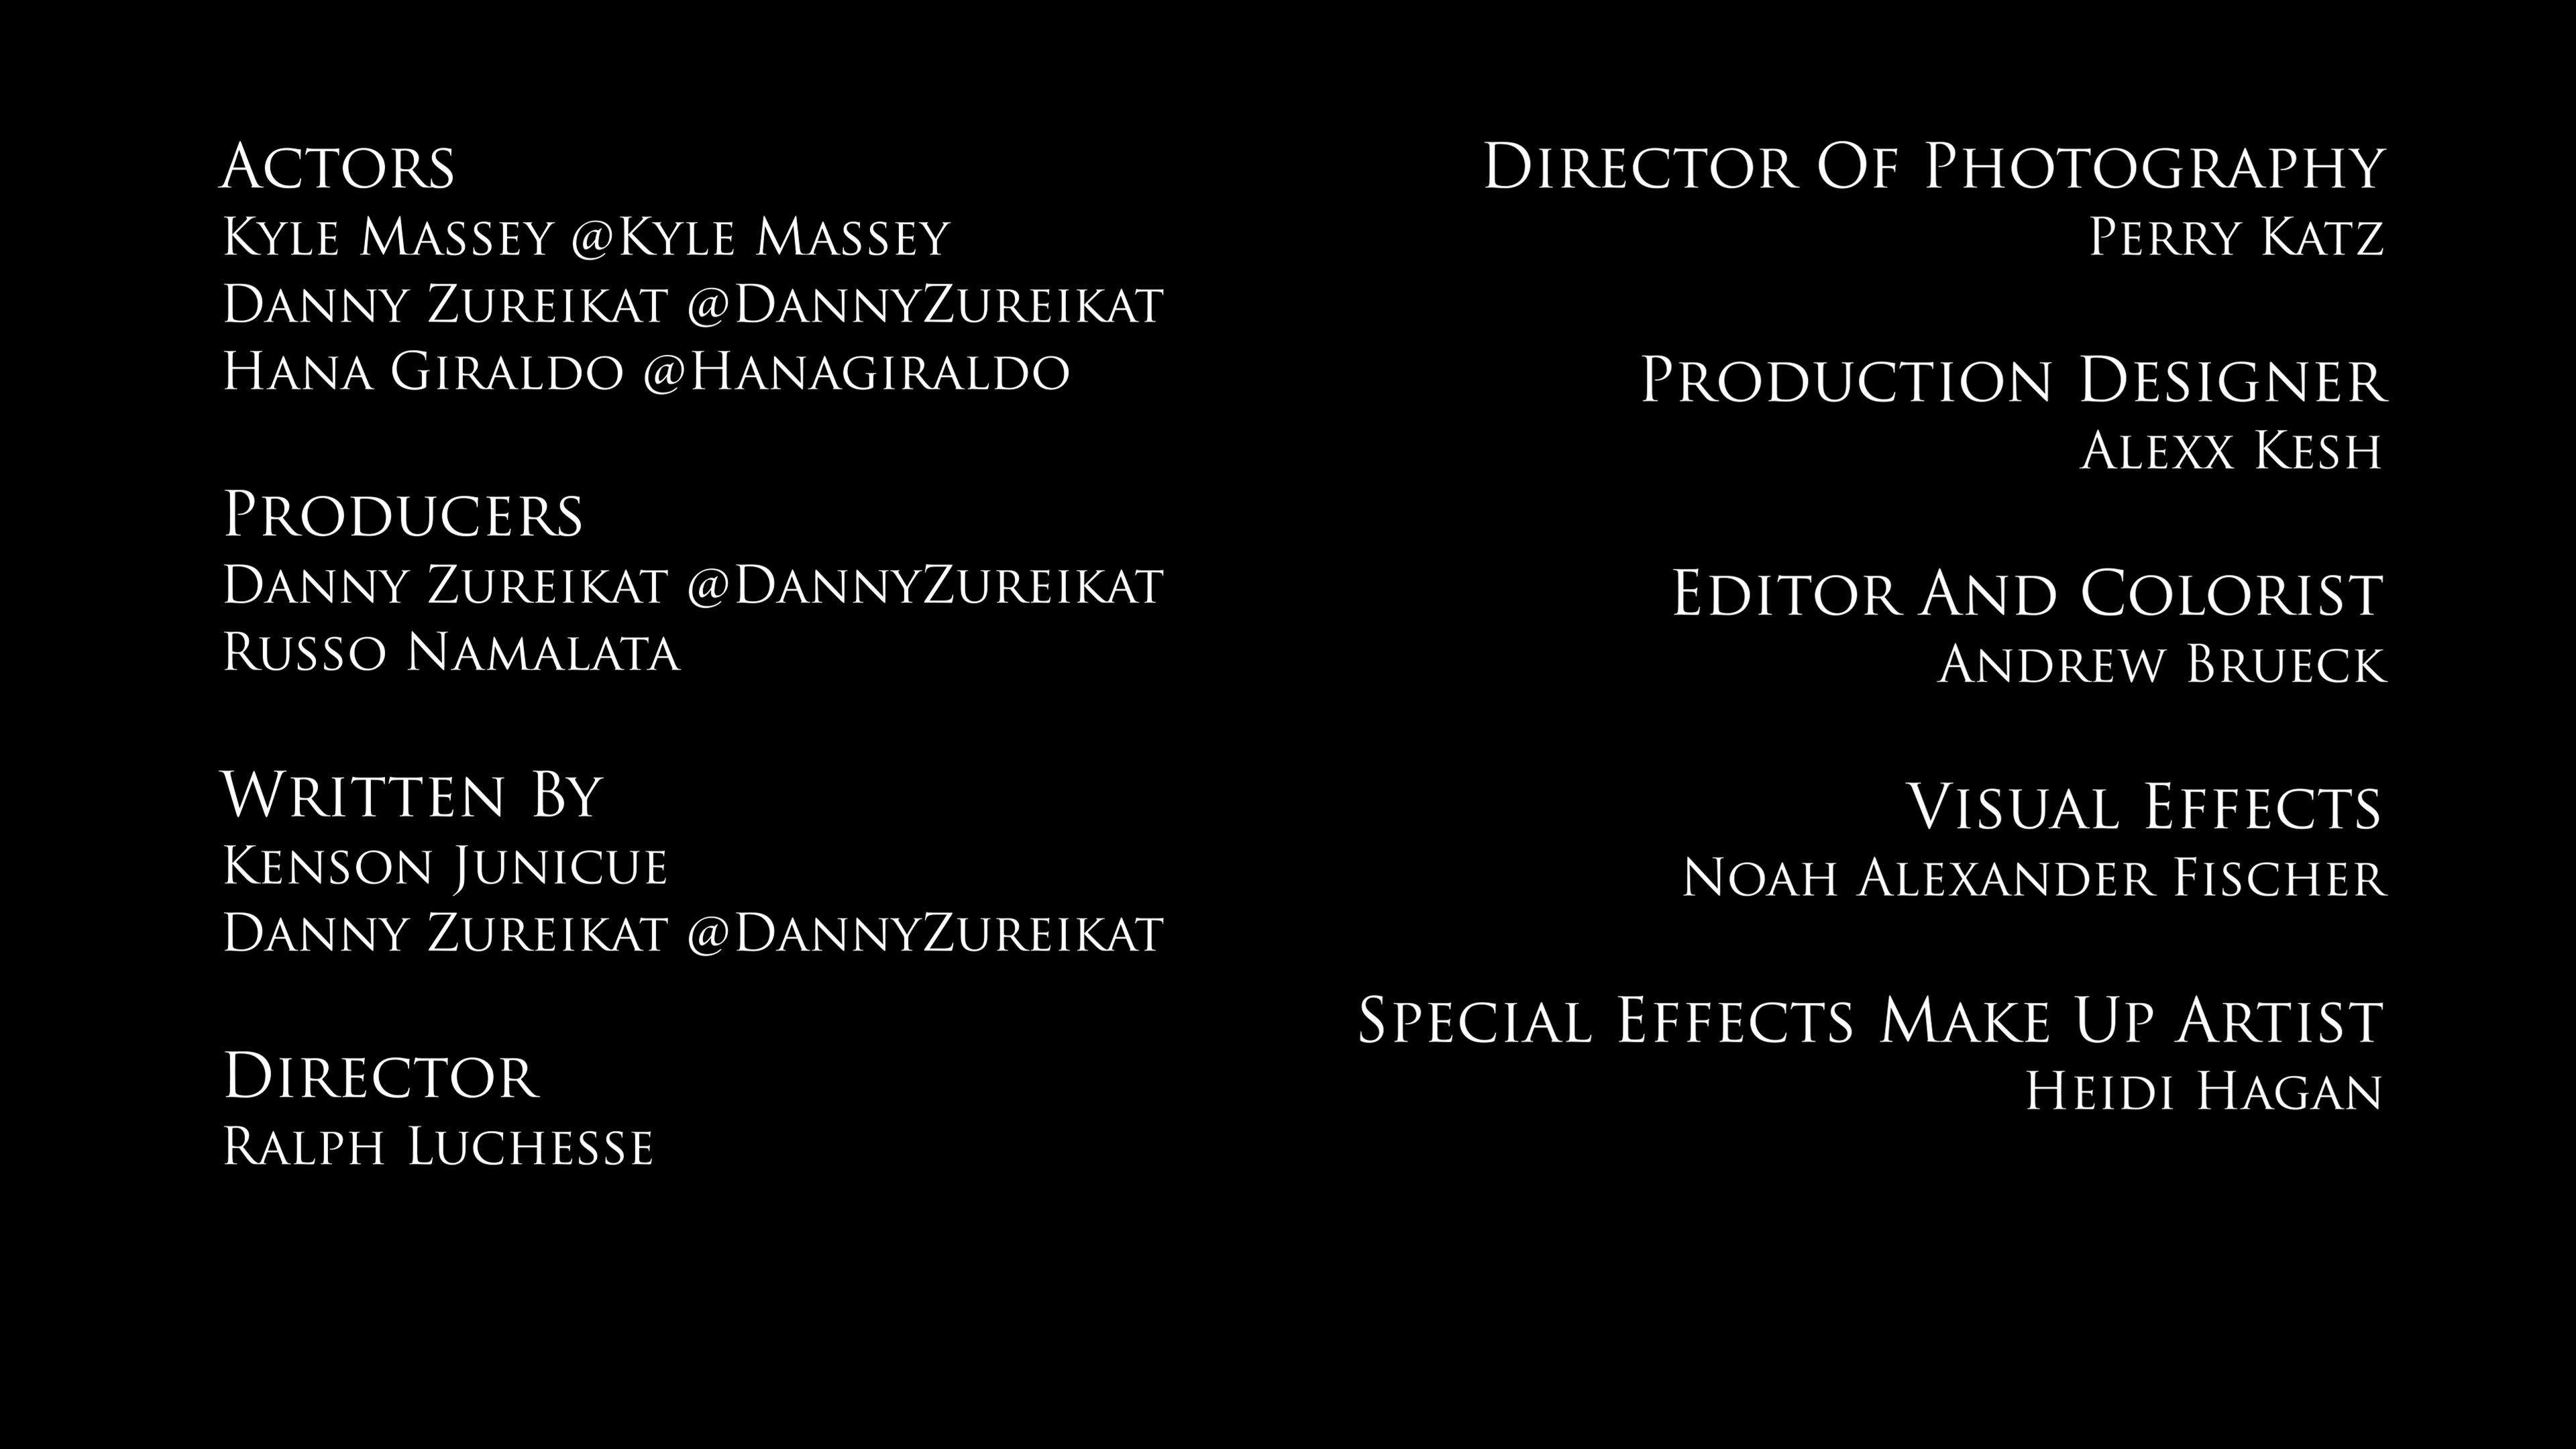 Actors
Kyle Massey @Kyle Massey
Danny Zureikat @DannyZureikat
Hana Giraldo @Hanagiraldo
Producers
Danny Zureikat @DannyZureikat
Russo Namalata
Written By
Kenson Junicue
Danny Zureikat @DannyZureikat
Director
Ralph Luchesse
Director Of Photography
Perry Katz
Production Designer
Alexx Kesh
Editor And Colorist
Andrew Brueck
Visual Effects
Noah Alexander Fischer
Special Effects Make Up Artist
Heidi Hagan